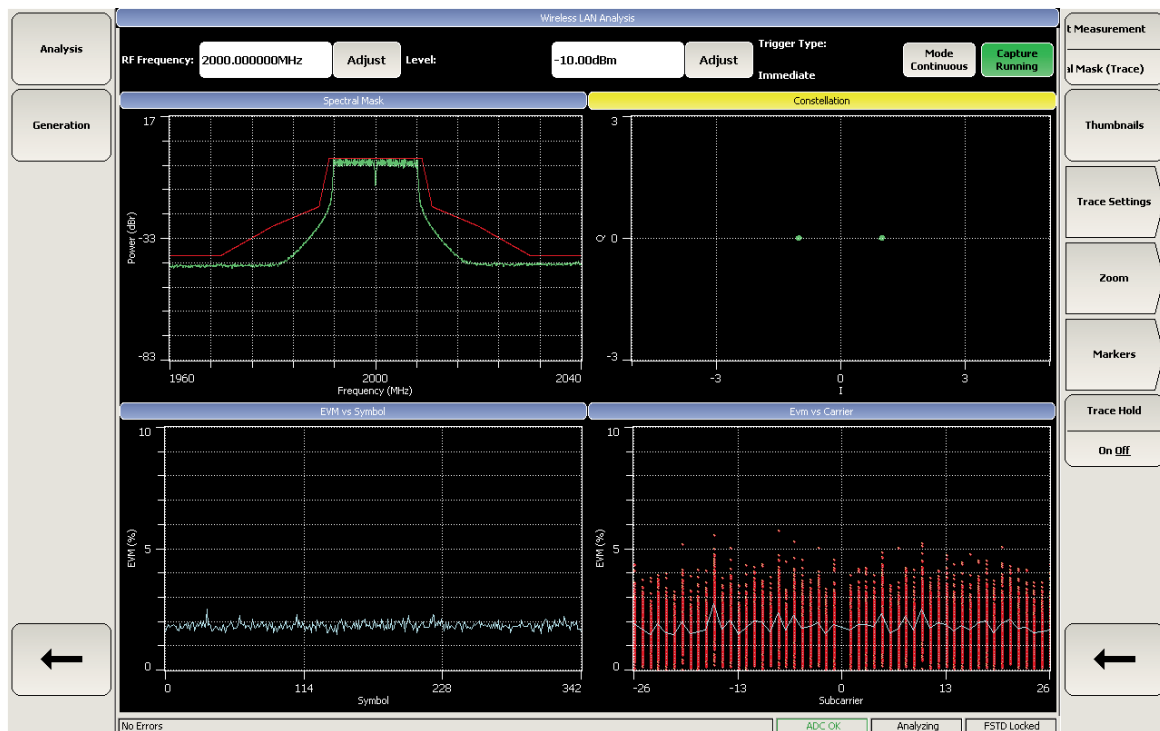 Wireless LAN Analysis
Analysis
Generation
RF Frequency: 2000.000000MHz Adjust Level: -10.00dBm Adjust
Trigger Type:
Immediate
Mode Continuous
Capture Running
t Measurement
al Mask (Trace)
Thumbnails
Trace Settings
Zoom
Markers
Trace Hold
On Off
Spectral Mask
17
-33
-83
Power (dBr)
1960 2000 2040
Frequency (MHz)
Constellation
3
0
-3
Q
-3 0 3
I
EVM vs Symbol
10
5
0
EVM (%)
0 114 228 342
Symbol
Evm vs Carrier
10
5
0
EVM (%)
-26 -13 0 13 26
Subcarrier
No Errors
ADC OK
Analyzing
FSTD Locked